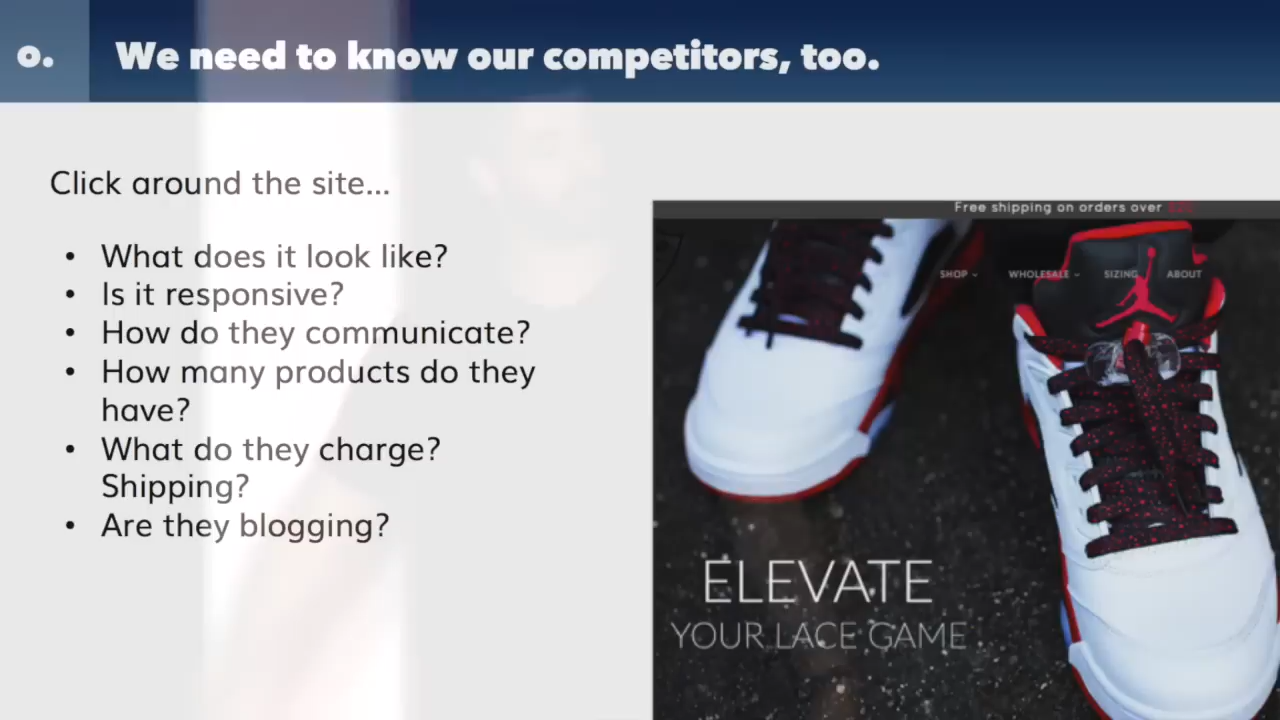 o.
We need to know our competitors, too.
Click around the site...
• What does it look like?
• Is it responsive?
• How do they communicate?
• How many products do they
have?
• What do they charge?
Shipping?
• Are they blogging?
Free shipping on orders over
SHOP WHOLESALE SIZING ABOUT
ELEVATE
YOUR LACE GAME